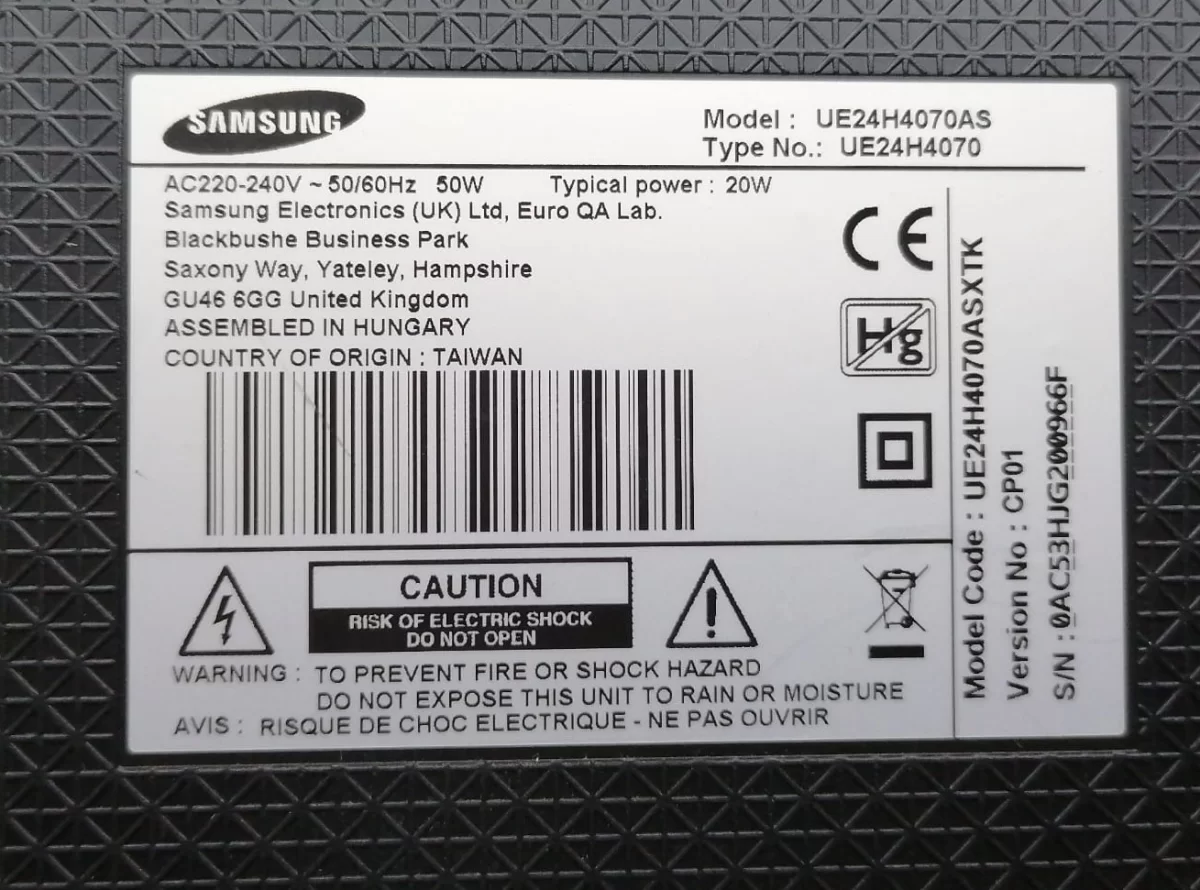 SAMSUNG
Model : UE24H4070AS
Type No.: UE24H4070
AC220-240V ~ 50/60Hz 50W Typical power : 20W
Samsung Electronics (UK) Ltd, Euro QA Lab.
Blackbushe Business Park
Saxony Way, Yateley, Hampshire
GU46 6GG United Kingdom
ASSEMBLED IN HUNGARY
COUNTRY OF ORIGIN : TAIWAN
CE
Hg
CAUTION
RISK OF ELECTRIC SHOCK
DO NOT OPEN
WARNING : TO PREVENT FIRE OR SHOCK HAZARD
DO NOT EXPOSE THIS UNIT TO RAIN OR MOISTURE
AVIS : RISQUE DE CHOC ELECTRIQUE - NE PAS OUVRIR
Model Code : UE24H4070ASXTK
Version No : CP01
S/N : 0AC53HJG200966F